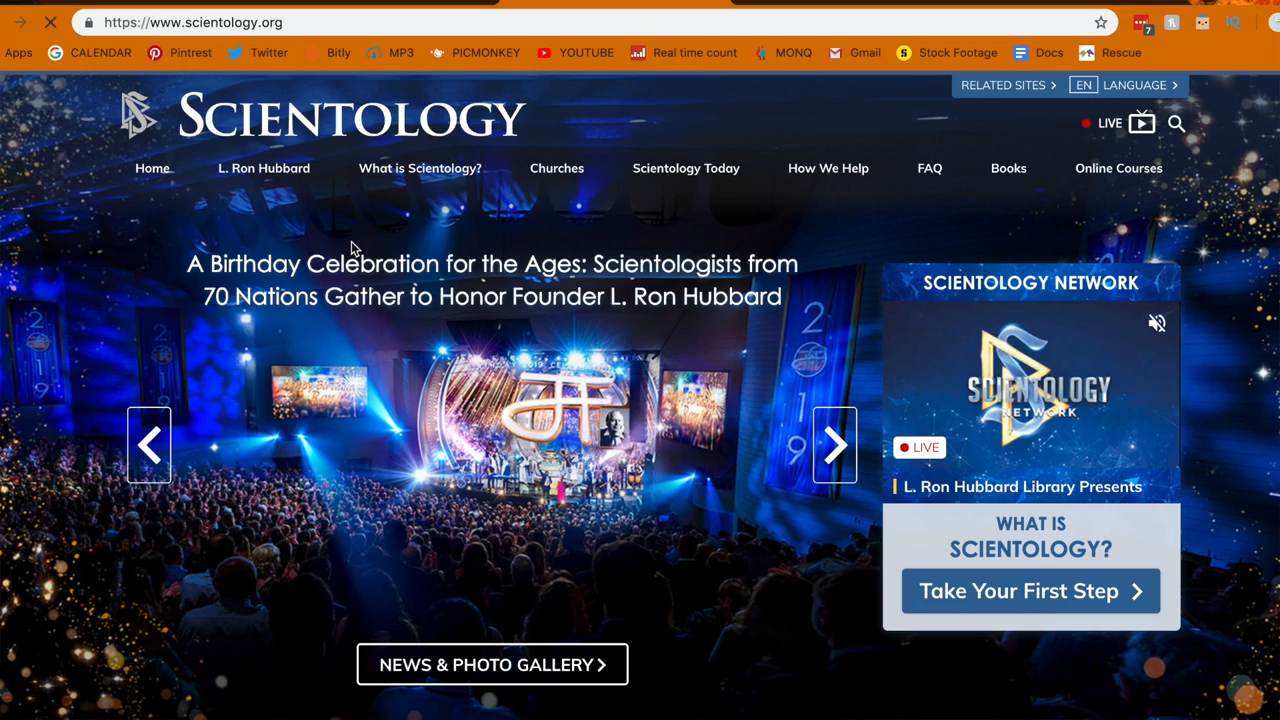 https://www.scientology.org
7
Apps CALENDAR Pintrest Twitter Bitly MP3 PICMONKEY YOUTUBE Real time count MONQ Gmail Stock Footage Docs Rescue
RELATED SITES EN LANGUAGE
SCIENTOLOGY
LIVE
Home L. Ron Hubbard What is Scientology? Churches Scientology Today How We Help FAQ Books Online Courses
A Birthday Celebration for the Ages: Scientologists from
70 Nations Gather to Honor Founder L. Ron Hubbard
SCIENTOLOGY NETWORK
2019
2019
SCIENTOLOGY
NETWORK
LIVE
L. Ron Hubbard Library Presents
WHAT IS
SCIENTOLOGY?
Take Your First Step
NEWS & PHOTO GALLERY